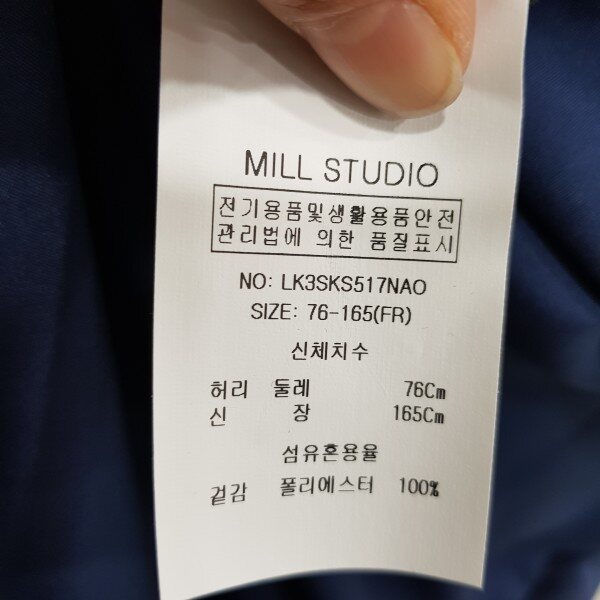 MILL STUDIO
전기용품및생활용품안전
관리법에 의한 품질표시
NO: LK3SKS517NAO
SIZE: 76-165(FR)
신체치수
허리 둘레 76Cm
신 장 165Cm
섬유혼용율
겉감 폴리에스터 100%